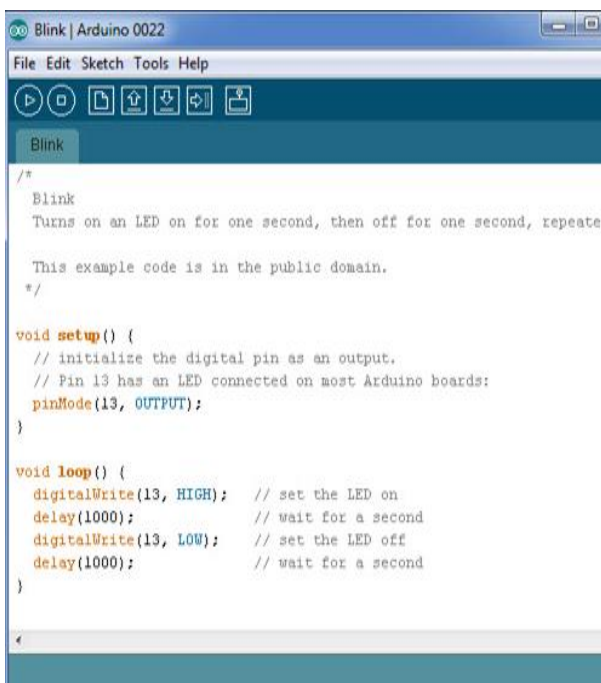 Blink | Arduino 0022
File Edit Sketch Tools Help
Blink
/*
Blink
Turns on an LED on for one second, then off for one second, repeate
This example code is in the public domain.
*/
void setup() {
// initialize the digital pin as an output.
// Pin 13 has an LED connected on most Arduino boards:
pinMode(13, OUTPUT);
}
void loop() {
digitalWrite(13, HIGH);   // set the LED on
delay(1000);              // wait for a second
digitalWrite(13, LOW);    // set the LED off
delay(1000);              // wait for a second
}